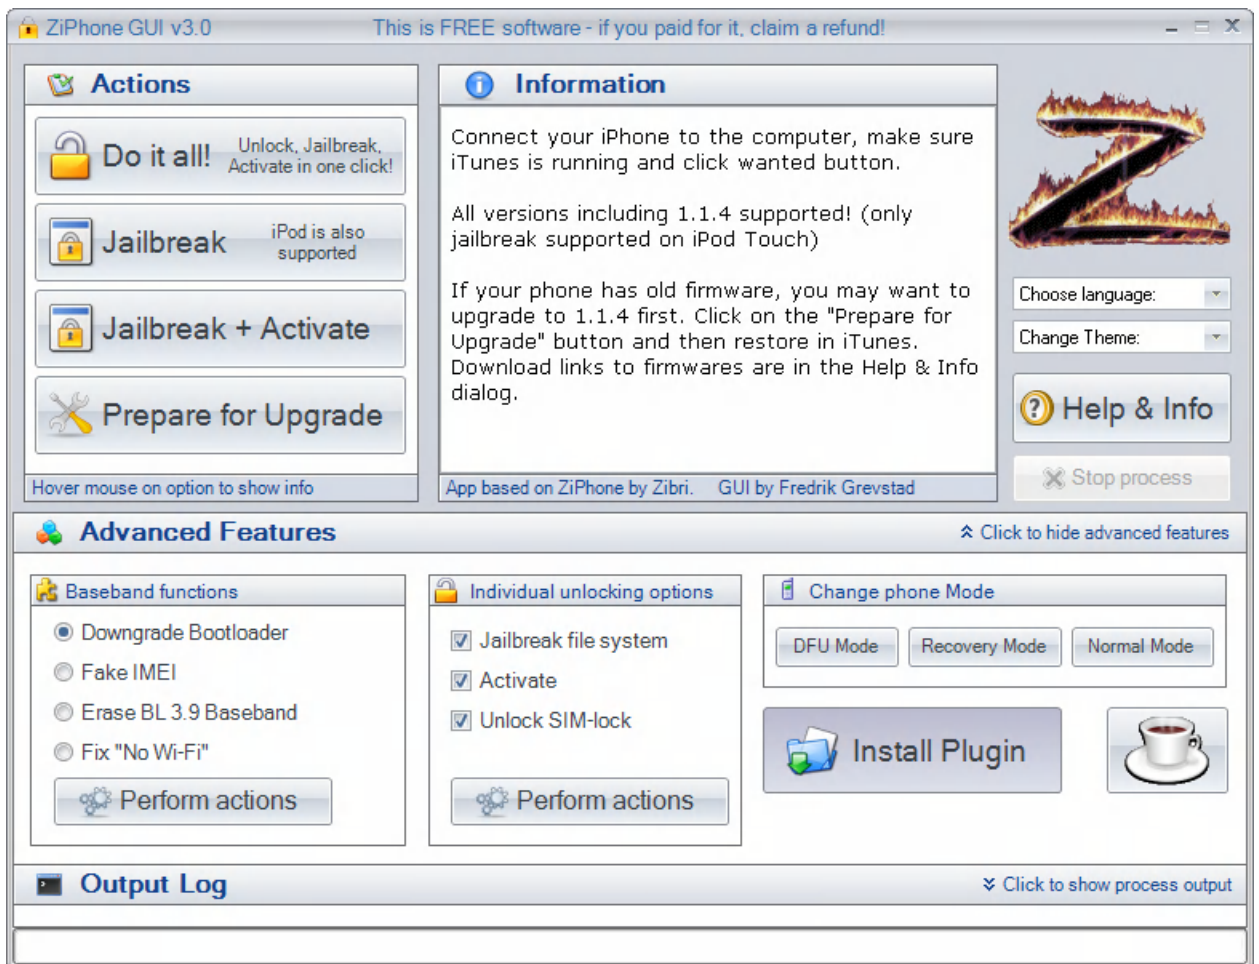 ZiPhone GUI v3.0
This is FREE software - if you paid for it, claim a refund!
Actions
Do it all!
Unlock, Jailbreak,
Activate in one click!
Jailbreak
iPod is also
supported
Jailbreak + Activate
Prepare for Upgrade
Hover mouse on option to show info
Information
Connect your iPhone to the computer, make sure
iTunes is running and click wanted button.
All versions including 1.1.4 supported! (only
jailbreak supported on iPod Touch)
If your phone has old firmware, you may want to
upgrade to 1.1.4 first. Click on the "Prepare for
Upgrade" button and then restore in iTunes.
Download links to firmwares are in the Help & Info
dialog.
App based on ZiPhone by Zibri. GUI by Fredrik Grevstad
Z
Choose language:
Change Theme:
Help & Info
Stop process
Advanced Features
Click to hide advanced features
Baseband functions
Downgrade Bootloader
Fake IMEI
Erase BL 3.9 Baseband
Fix "No Wi-Fi"
Perform actions
Individual unlocking options
Jailbreak file system
Activate
Unlock SIM-lock
Perform actions
Change phone Mode
DFU Mode
Recovery Mode
Normal Mode
Install Plugin
Output Log
Click to show process output